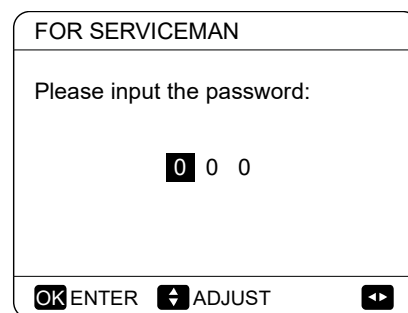 FOR SERVICEMAN
Please input the password:
0 0 0
OK ENTER ADJUST